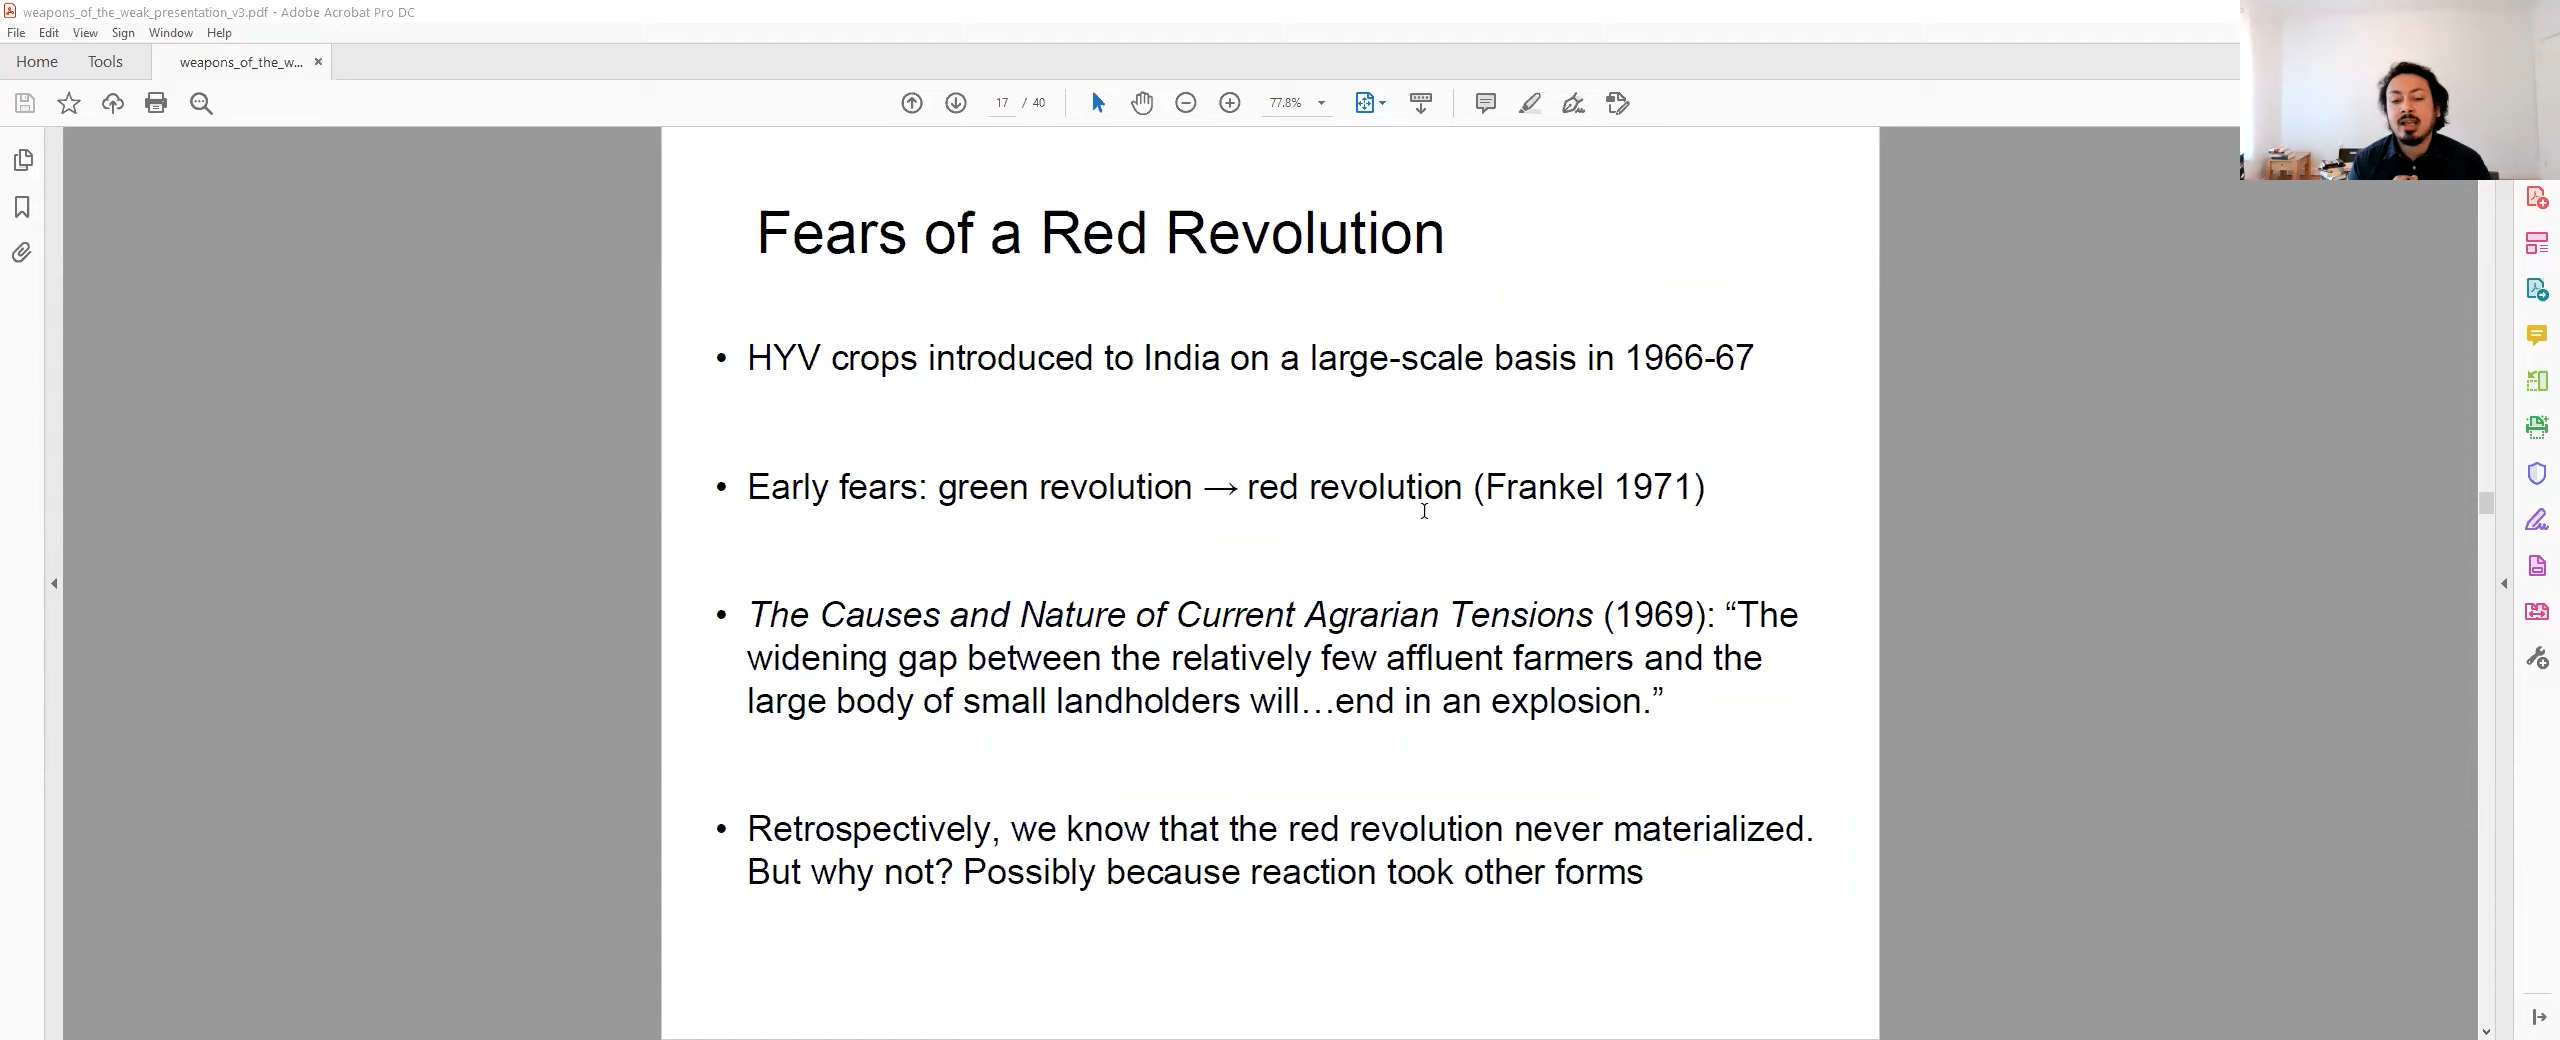 weapons_of_the_weak_presentation_v3.pdf - Adobe Acrobat Pro DC
File Edit View Sign Window Help
Home Tools weapons_of_the_w... ×
17 / 40 77.8%
Fears of a Red Revolution
• HYV crops introduced to India on a large-scale basis in 1966-67
• Early fears: green revolution → red revolution (Frankel 1971)
• The Causes and Nature of Current Agrarian Tensions (1969): “The
widening gap between the relatively few affluent farmers and the
large body of small landholders will…end in an explosion.”
• Retrospectively, we know that the red revolution never materialized.
But why not? Possibly because reaction took other forms